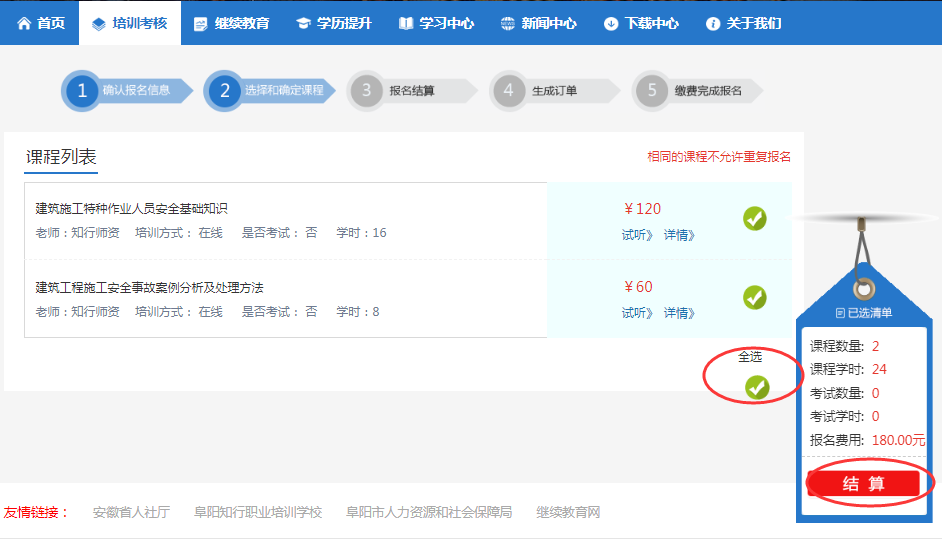 首页 培训考核 继续教育 学历提升 学习中心 新闻中心 下载中心 关于我们
1 确认报名信息 2 选择和确定课程 3 报名结算 4 生成订单 5 缴费完成报名
课程列表 相同的课程不允许重复报名
建筑施工特种作业人员安全基础知识 ￥120
老师：知行师资 培训方式： 在线 是否考试： 否 学时：16 试听》 详情》
建筑工程施工安全事故案例分析及处理方法 ￥60
老师：知行师资 培训方式： 在线 是否考试： 否 学时：8 试听》 详情》
全选
已选清单
课程数量: 2
课程学时: 24
考试数量: 0
考试学时: 0
报名费用: 180.00元
结 算
友情链接： 安徽省人社厅 阜阳知行职业培训学校 阜阳市人力资源和社会保障局 继续教育网